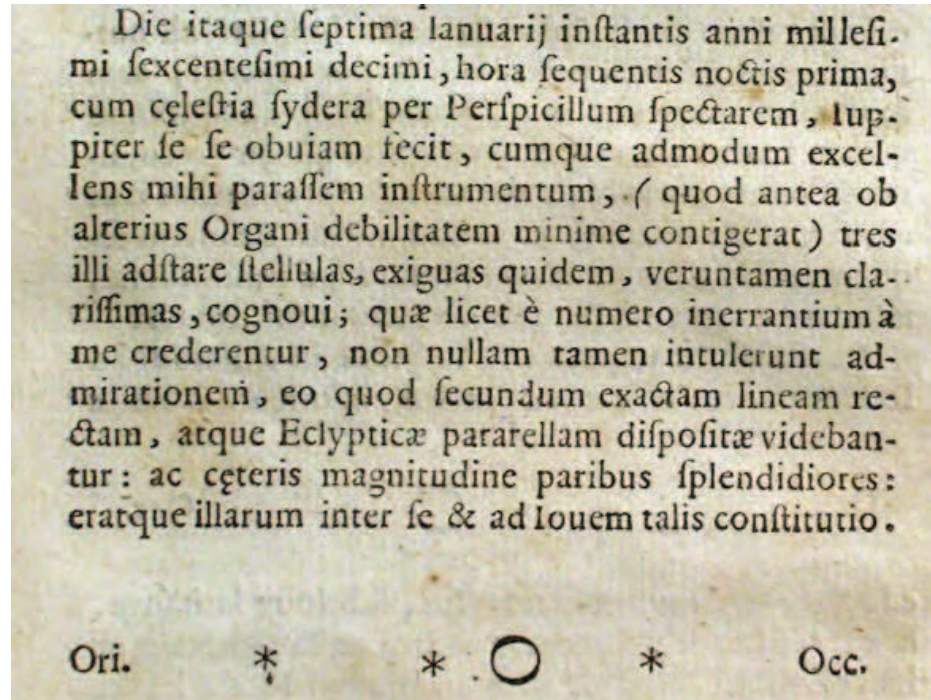 Die itaque ſeptima Ianuarij inſtantis anni milleſi-
mi ſexcenteſimi decimi, hora ſequentis noctis prima,
cum cęleſtia ſydera per Perſpicillum ſpectarem, Iup-
piter ſe ſe obuiam fecit, cumque admodum excel-
lens mihi paraſſem inſtrumentum, ( quod antea ob
alterius Organi debilitatem minime contigerat) tres
illi adſtare ſtellulas, exiguas quidem, veruntamen cla-
riſſimas, cognoui; quæ licet è numero inerrantium à
me crederentur, non nullam tamen intulerunt ad-
mirationem, eo quod ſecundum exactam lineam re-
ctam, atque Eclypticæ pararellam diſpoſitæ videban-
tur: ac cęteris magnitudine paribus ſplendidiores:
eratque illarum inter ſe & ad Iouem talis conſtitutio.
Ori. * * O * Occ.